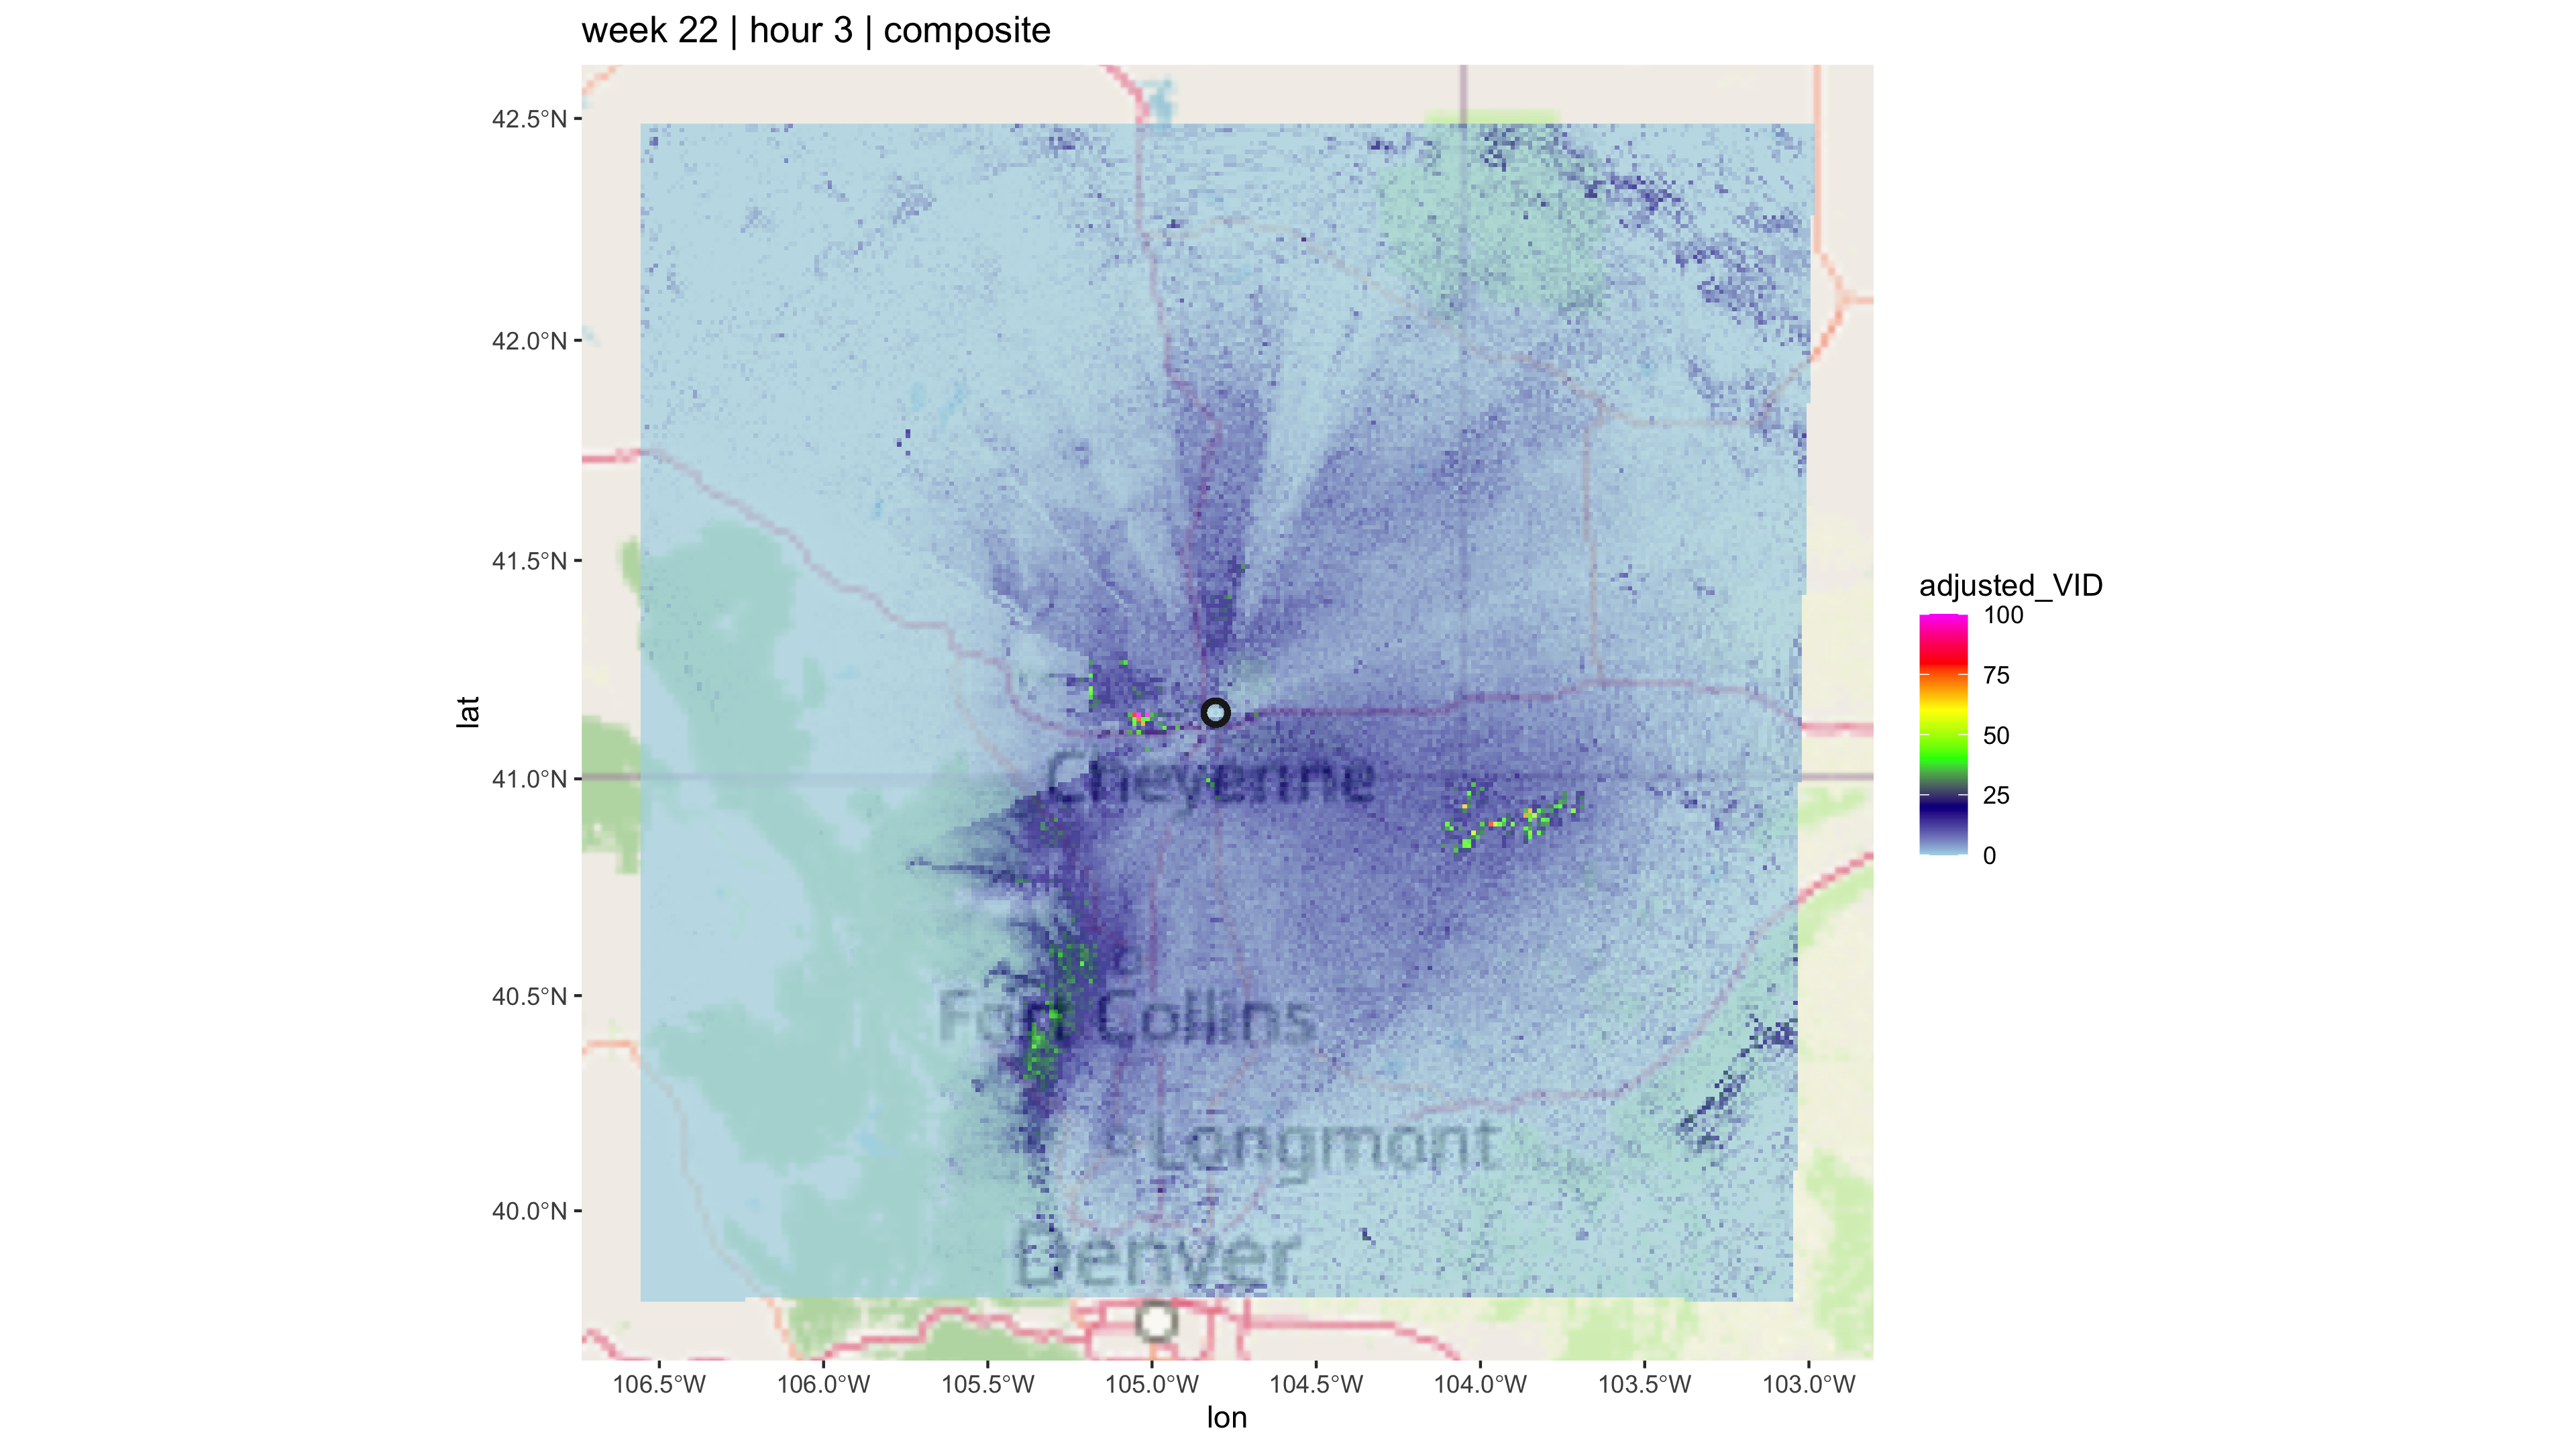 week 22 | hour 3 | composite
42.5°N
42.0°N
41.5°N
41.0°N
40.5°N
40.0°N
lat
Cheyenne
Fort Collins
Longmont
Denver
106.5°W
106.0°W
105.5°W
105.0°W
104.5°W
104.0°W
103.5°W
103.0°W
lon
adjusted_VID
100
75
50
25
0